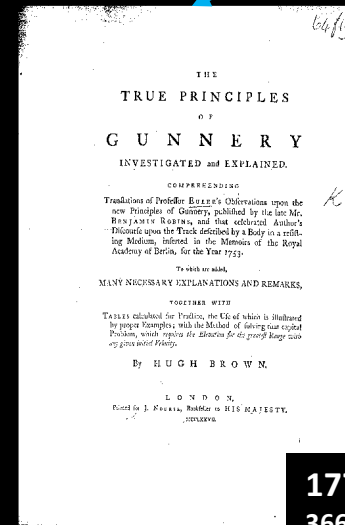 THE
TRUE PRINCIPLES
OF
GUNNERY
INVESTIGATED and EXPLAINED.
COMPREHENDING
Tranſlations of Profeſſor EULER's Obſervations upon the
new Principles of Gunnery, publiſhed by the late Mr.
BENJAMIN ROBINS, and that celebrated Author's
Diſcourſe upon the Track deſcribed by a Body in a reſiſt-
ing Medium, inſerted in the Memoirs of the Royal
Academy of Berlin, for the Year 1753.
To which are added,
MANY NECESSARY EXPLANATIONS AND REMARKS,
TOGETHER WITH
TABLES calculated for Practice, the Uſe of which is illuſtrated
by proper Examples; with the Method of ſolving that capital
Problem, which requires the Elevation for the greateſt Range with
any given initial Velocity.
By HUGH BROWN.
LONDON,
Printed for J. NOURSE, Bookſeller to HIS MAJESTY.
MDCCLXXVII.
K
177
366